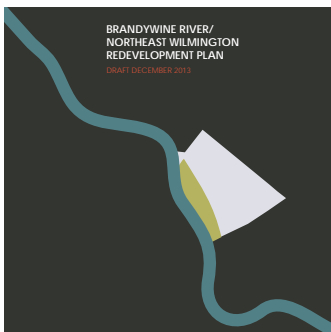 BRANDYWINE RIVER/
NORTHEAST WILMINGTON
REDEVELOPMENT PLAN
DRAFT DECEMBER 2013